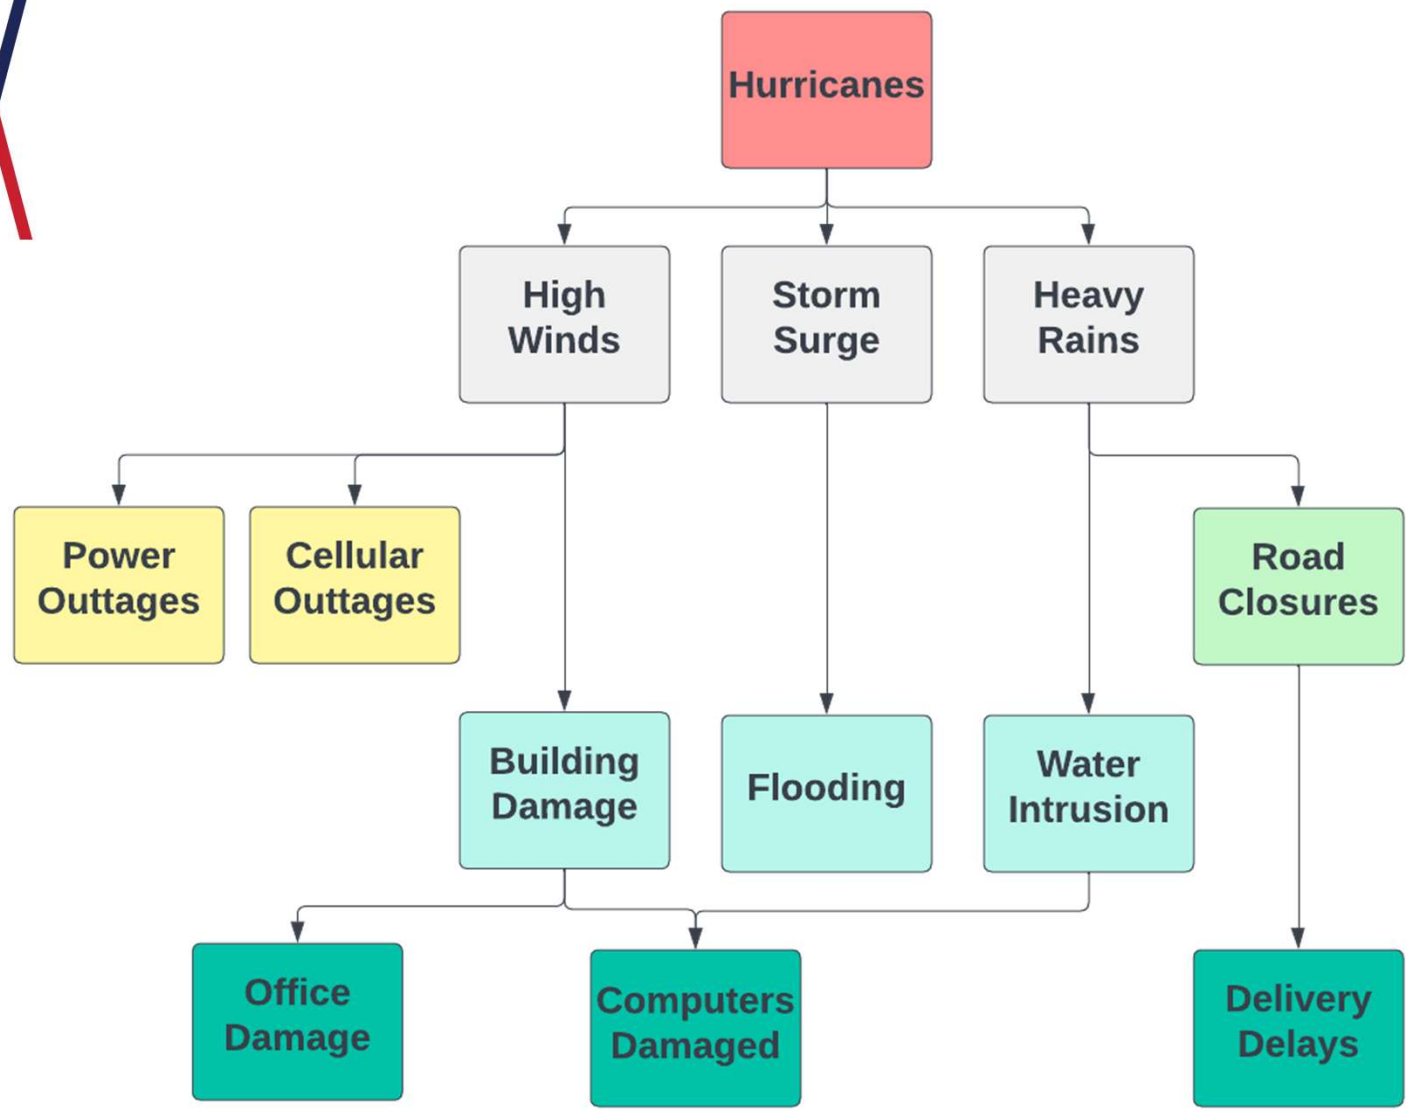 Hurricanes
High
Winds
Storm
Surge
Heavy
Rains
Power
Outtages
Cellular
Outtages
Road
Closures
Building
Damage
Flooding
Water
Intrusion
Office
Damage
Computers
Damaged
Delivery
Delays